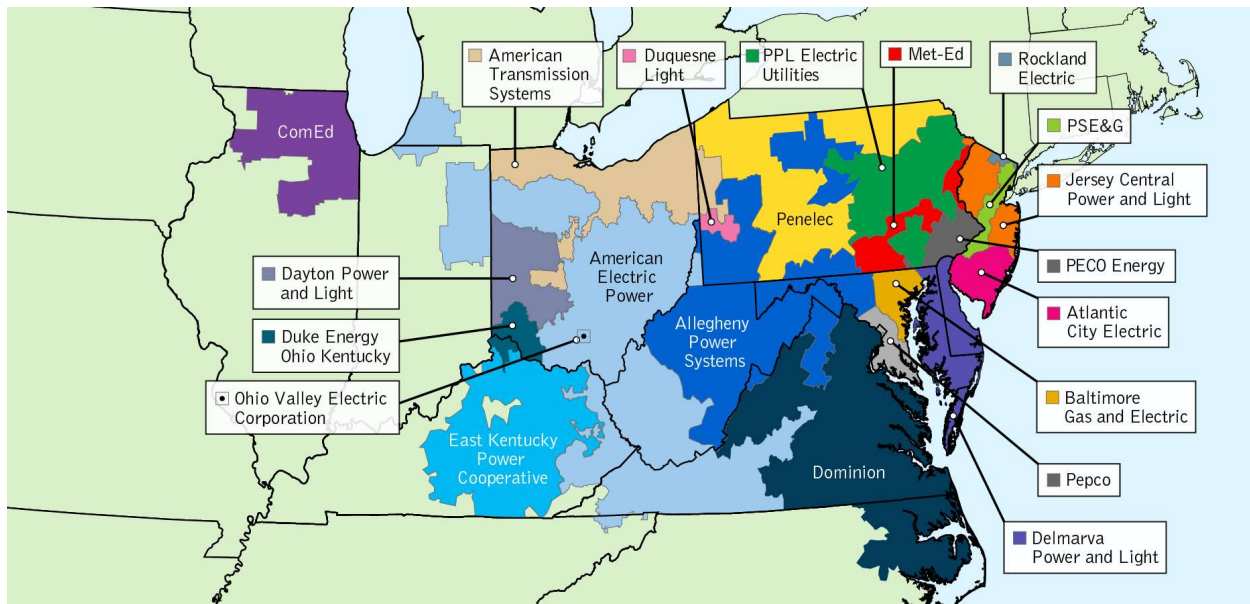 American
Transmission
Systems
Duquesne
Light
PPL Electric
Utilities
Met-Ed
Rockland
Electric
PSE&G
Jersey Central
Power and Light
PECO Energy
Atlantic
City Electric
Baltimore
Gas and Electric
Pepco
Delmarva
Power and Light
ComEd
Penelec
American
Electric
Power
Dayton Power
and Light
Duke Energy
Ohio Kentucky
Allegheny
Power
Systems
Ohio Valley Electric
Corporation
East Kentucky
Power
Cooperative
Dominion